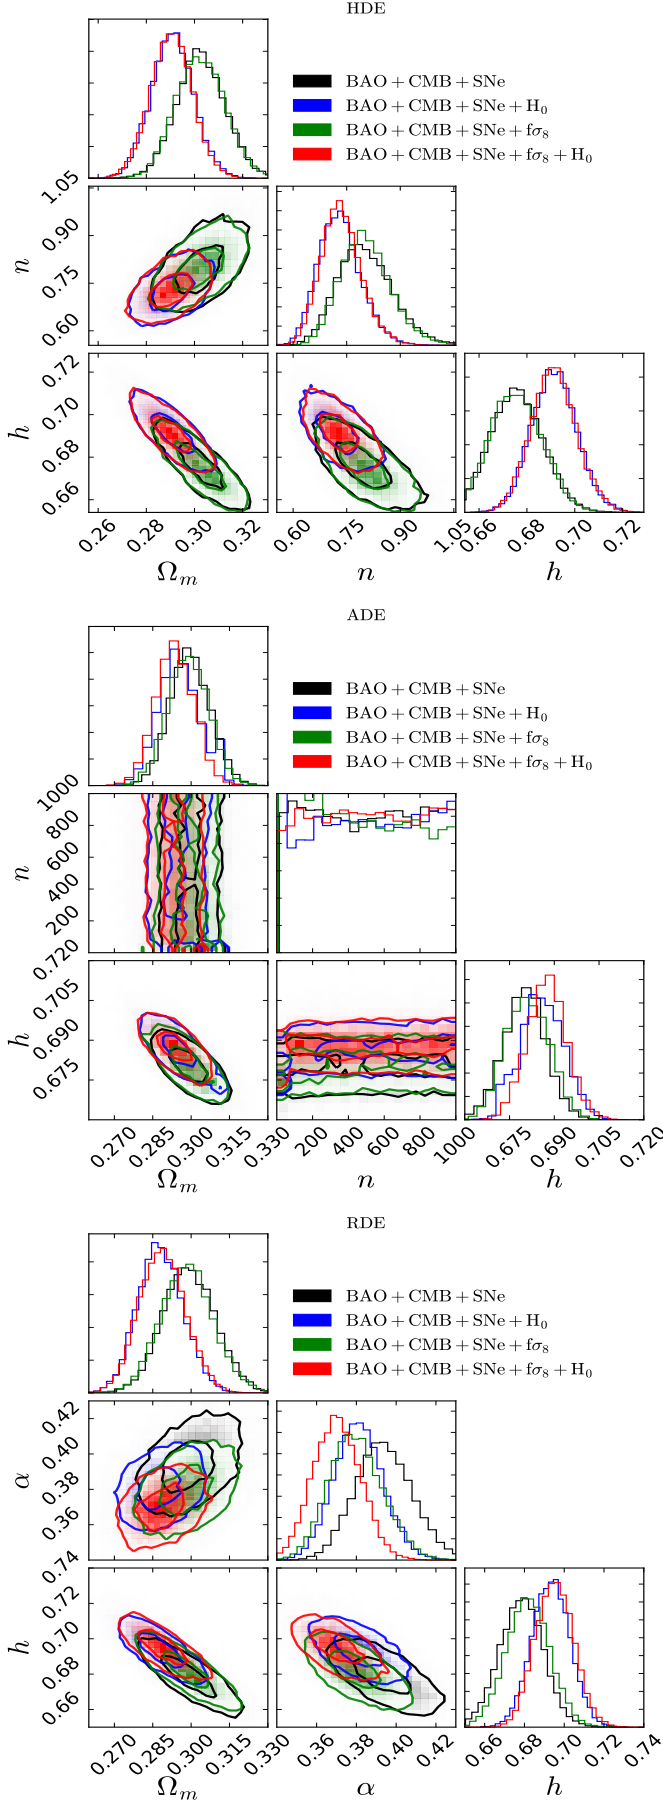 HDE
BAO + CMB + SNe
BAO + CMB + SNe + H₀
BAO + CMB + SNe + fσ₈
BAO + CMB + SNe + fσ₈ + H₀
1.05
0.90
0.75
0.60
n
0.72
0.70
0.68
0.66
h
0.26 0.28 0.30 0.32
0.60 0.75 0.90 1.05
0.66 0.68 0.70 0.72
Ωₘ n h
ADE
BAO + CMB + SNe
BAO + CMB + SNe + H₀
BAO + CMB + SNe + fσ₈
BAO + CMB + SNe + fσ₈ + H₀
1000
800
600
400
200
n
0.720
0.705
0.690
0.675
h
0.270 0.285 0.300 0.315 0.330
200 400 600 800 1000
0.675 0.690 0.705 0.720
Ωₘ n h
RDE
BAO + CMB + SNe
BAO + CMB + SNe + H₀
BAO + CMB + SNe + fσ₈
BAO + CMB + SNe + fσ₈ + H₀
0.42
0.40
0.38
0.36
α
0.74
0.72
0.70
0.68
0.66
h
0.270 0.285 0.300 0.315 0.330
0.36 0.38 0.40 0.42
0.66 0.68 0.70 0.72 0.74
Ωₘ α h